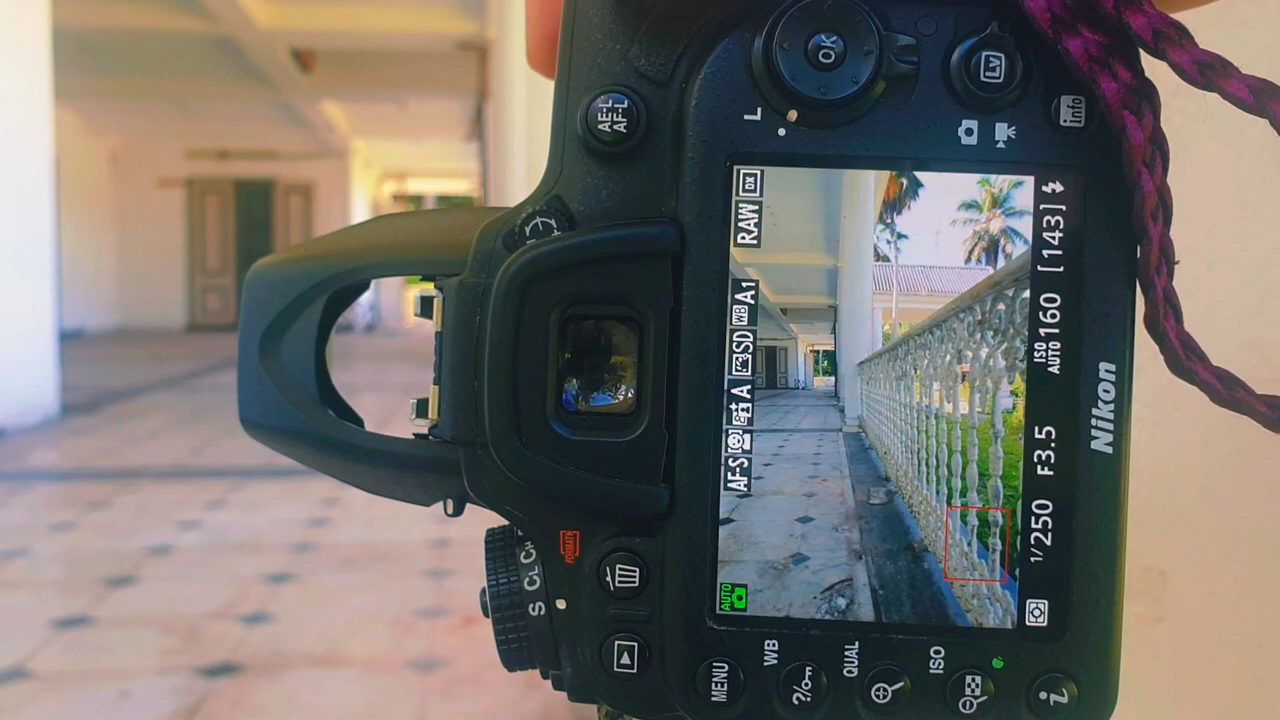 AE-L
AF-L
OK
Lv
info
L
RAW DX
AF-S A SD WB A1
AUTO
1/250 F3.5 ISO AUTO 160 [143]
Nikon
FORMAT
S CL CH
MENU
WB
?
QUAL
ISO
i